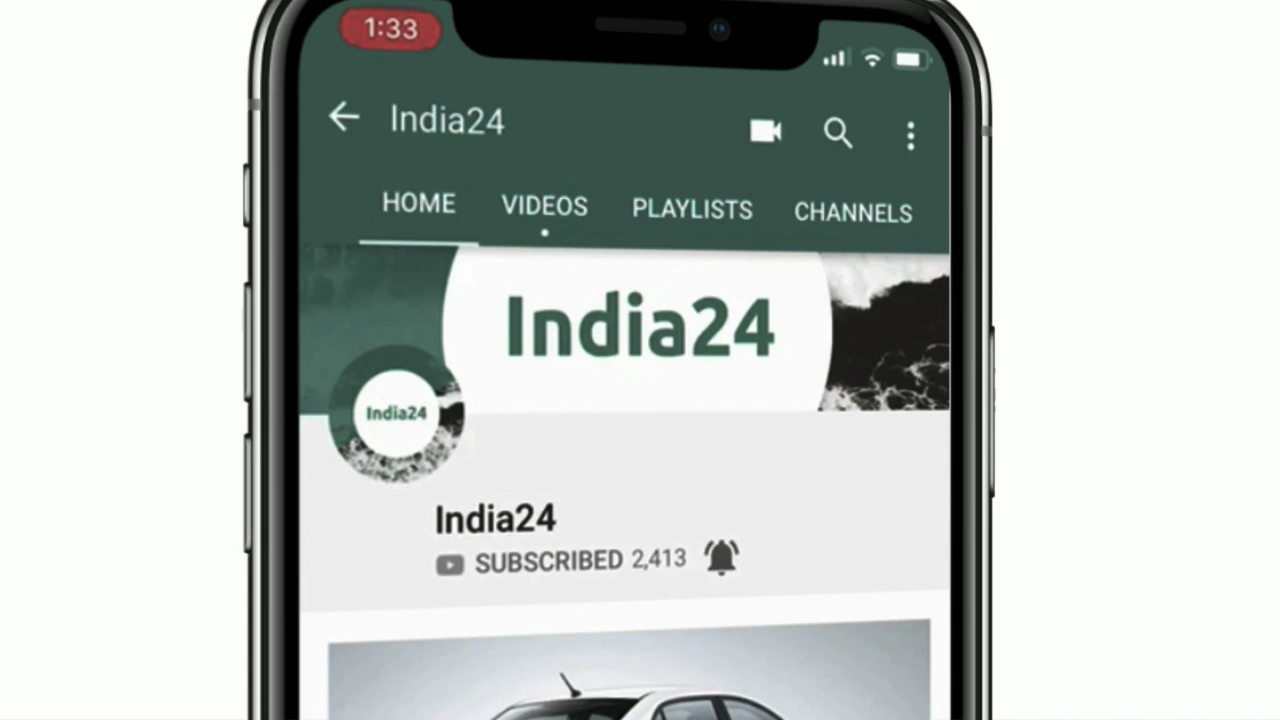 1:33
India24
HOME VIDEOS PLAYLISTS CHANNELS
India24
India24
India24
SUBSCRIBED 2,413